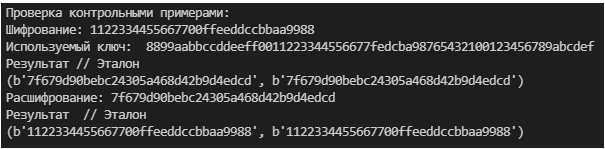 Проверка контрольными примерами:
Шифрование: 1122334455667700ffeeddccbbaa9988
Используемый ключ:  8899aabbccddeeff0011223344556677fedcba98765432100123456789abcdef
Результат // Эталон
(b'7f679d90bebc24305a468d42b9d4edcd', b'7f679d90bebc24305a468d42b9d4edcd')
Расшифрование: 7f679d90bebc24305a468d42b9d4edcd
Результат  // Эталон
(b'1122334455667700ffeeddccbbaa9988', b'1122334455667700ffeeddccbbaa9988')